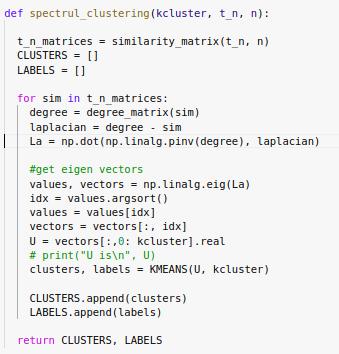 def spectrul_clustering(kcluster, t_n, n):
t_n_matrices = similarity_matrix(t_n, n)
CLUSTERS = []
LABELS = []
for sim in t_n_matrices:
degree = degree_matrix(sim)
laplacian = degree - sim
La = np.dot(np.linalg.pinv(degree), laplacian)
#get eigen vectors
values, vectors = np.linalg.eig(La)
idx = values.argsort()
values = values[idx]
vectors = vectors[:, idx]
U = vectors[:,0: kcluster].real
# print("U is\n", U)
clusters, labels = KMEANS(U, kcluster)
CLUSTERS.append(clusters)
LABELS.append(labels)
return CLUSTERS, LABELS